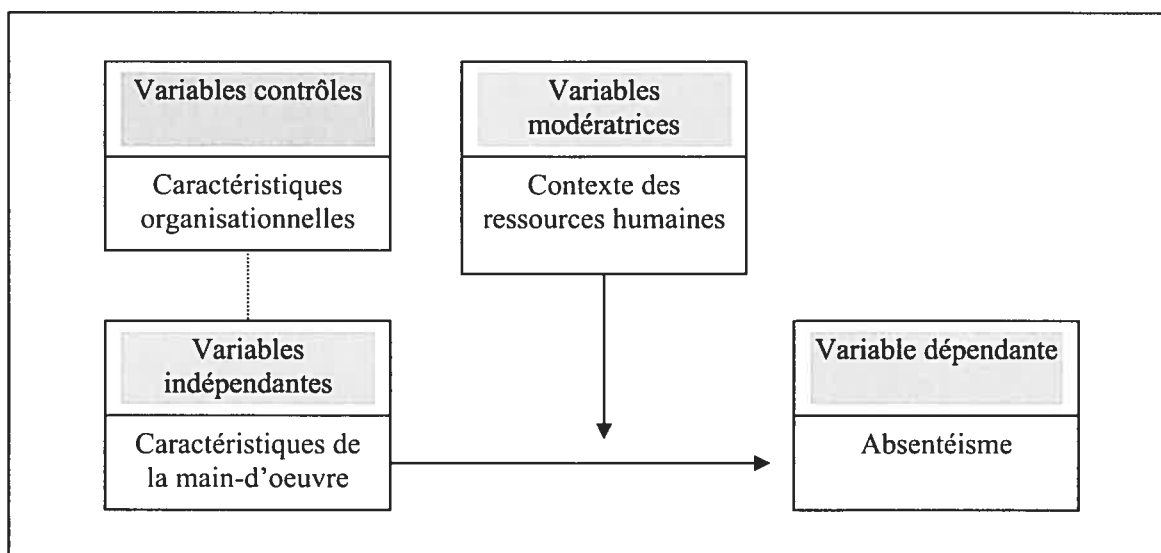 Variables contrôles
Caractéristiques
organisationnelles
Variables
modératrices
Contexte des
ressources humaines
Variables
indépendantes
Caractéristiques de
la main-d'oeuvre
Variable dépendante
Absentéisme